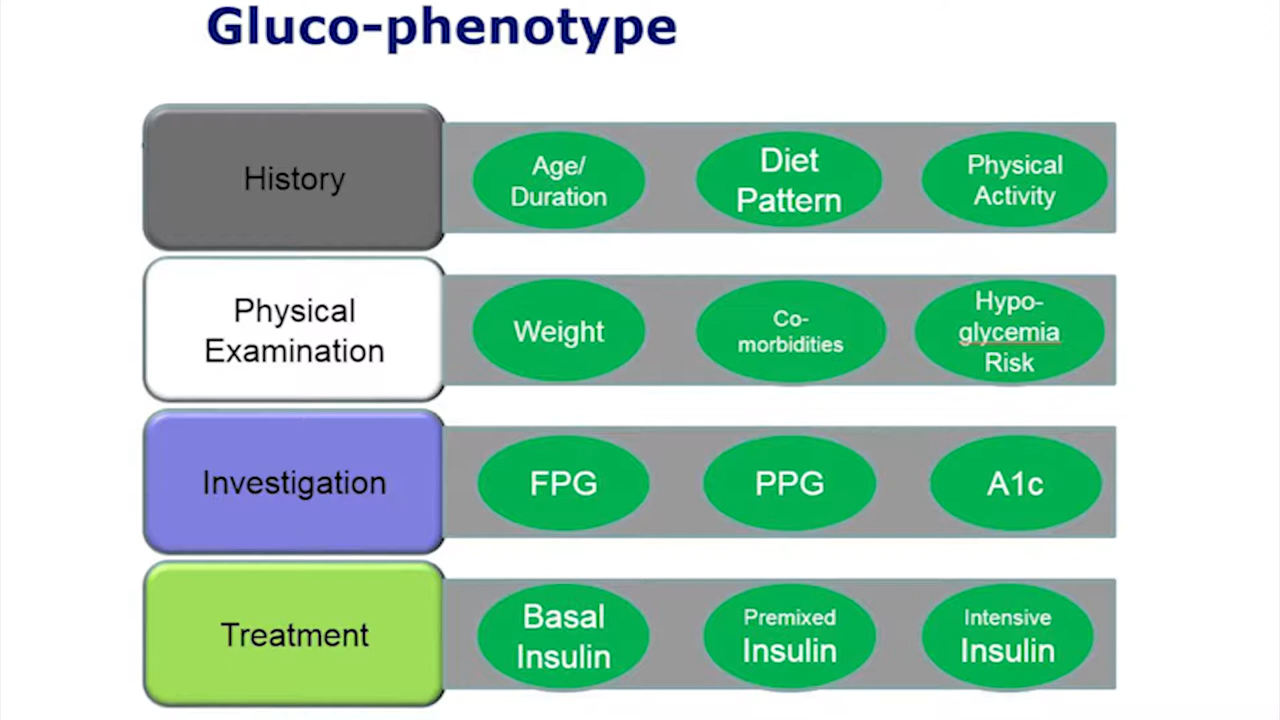 Gluco-phenotype
History
Age/
Duration
Diet
Pattern
Physical
Activity
Physical
Examination
Weight
Co-
morbidities
Hypo-
glycemia
Risk
Investigation
FPG
PPG
A1c
Treatment
Basal
Insulin
Premixed
Insulin
Intensive
Insulin